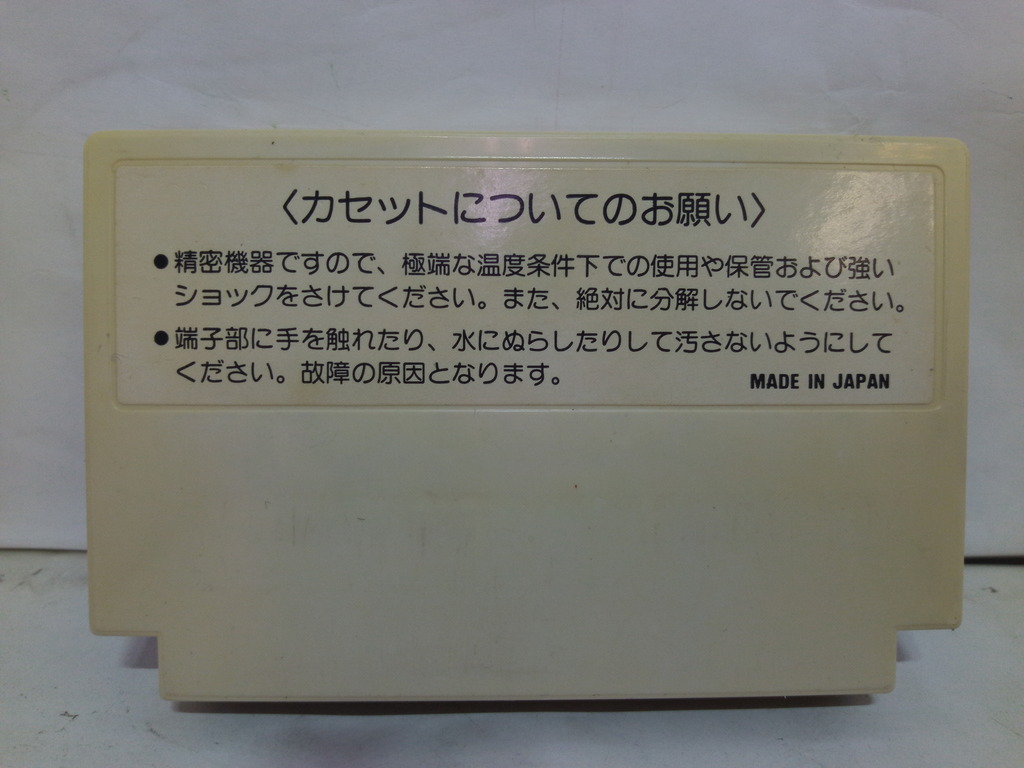 〈カセットについてのお願い〉
●精密機器ですので、極端な温度条件下での使用や保管および強い
ショックをさけてください。また、絶対に分解しないでください。
●端子部に手を触れたり、水にぬらしたりして汚さないようにして
ください。故障の原因となります。
MADE IN JAPAN